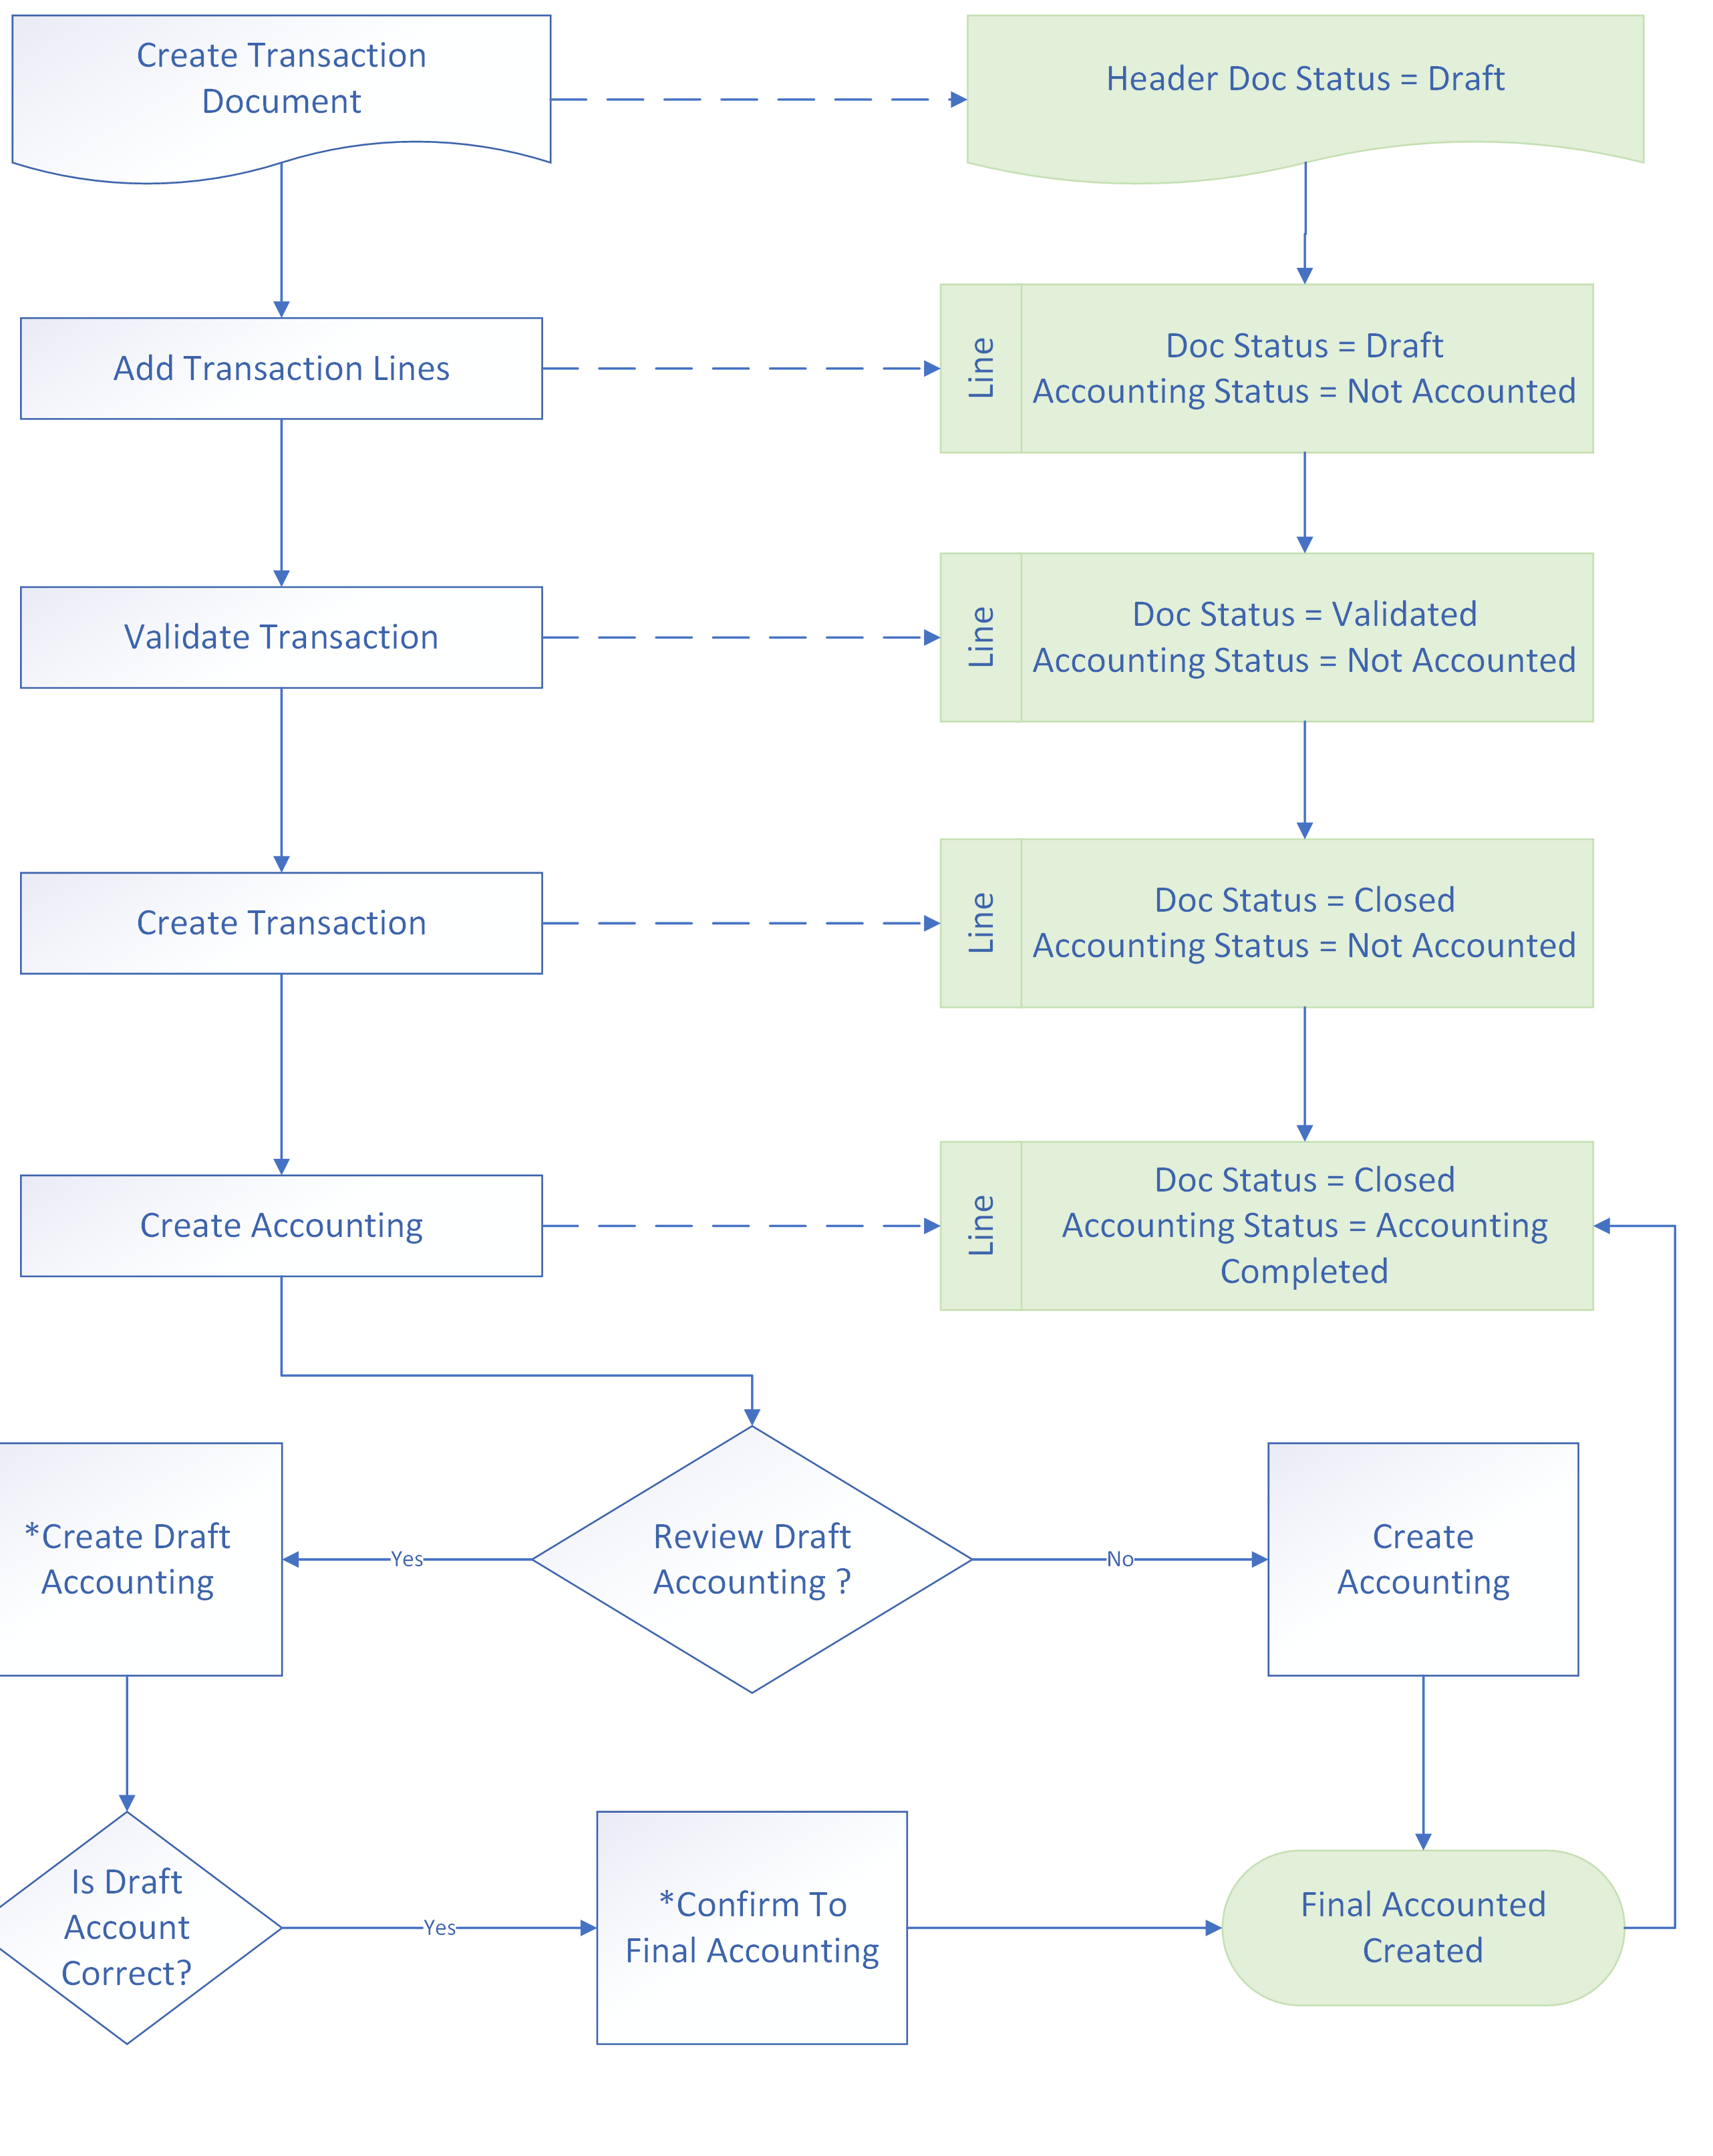 Create Transaction
Document
Header Doc Status = Draft
Add Transaction Lines
Line
Doc Status = Draft
Accounting Status = Not Accounted
Validate Transaction
Line
Doc Status = Validated
Accounting Status = Not Accounted
Create Transaction
Line
Doc Status = Closed
Accounting Status = Not Accounted
Create Accounting
Line
Doc Status = Closed
Accounting Status = Accounting
Completed
*Create Draft
Accounting
Yes
Review Draft
Accounting ?
No
Create
Accounting
Is Draft
Account
Correct?
Yes
*Confirm To
Final Accounting
Final Accounted
Created